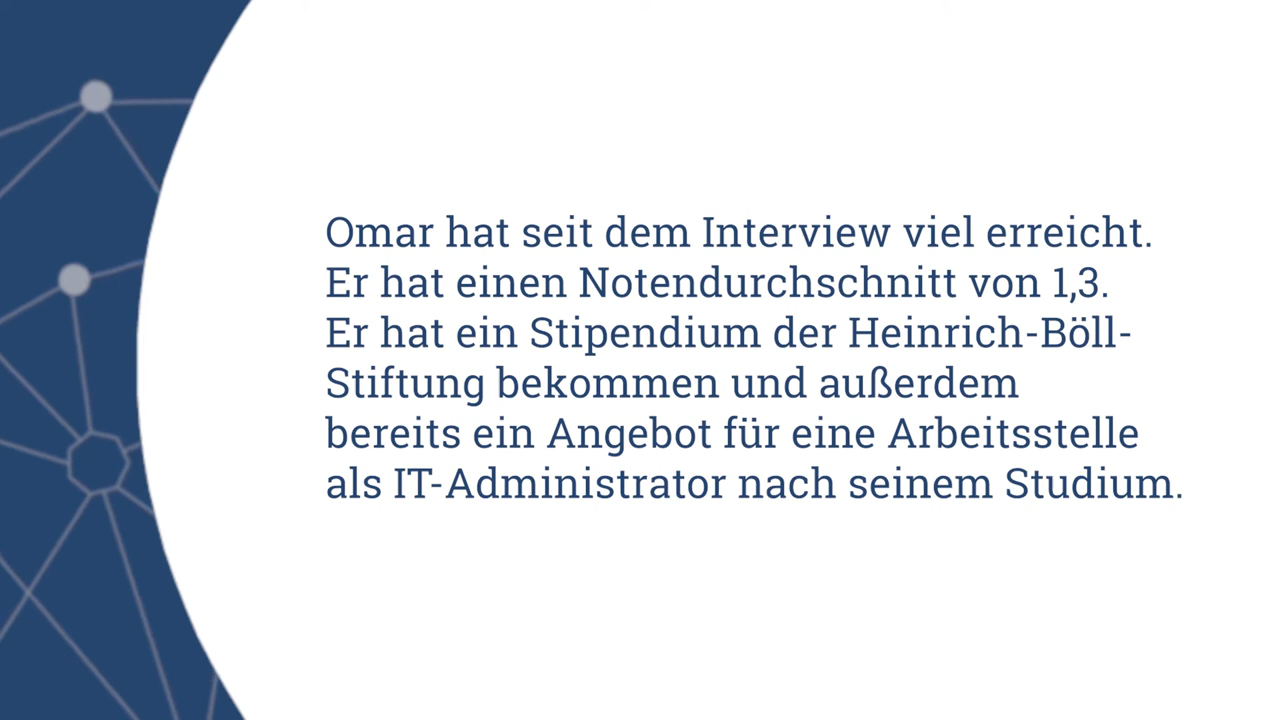 Omar hat seit dem Interview viel erreicht.
Er hat einen Notendurchschnitt von 1,3.
Er hat ein Stipendium der Heinrich-Böll-
Stiftung bekommen und außerdem
bereits ein Angebot für eine Arbeitsstelle
als IT-Administrator nach seinem Studium.